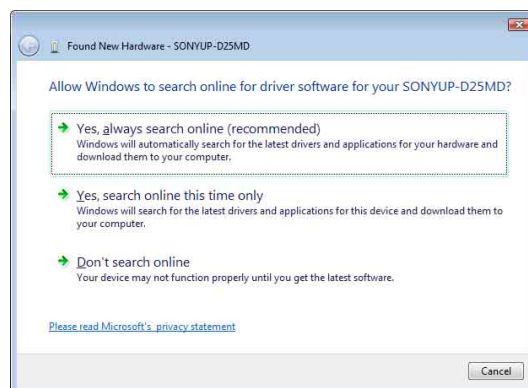 Found New Hardware - SONYUP-D25MD
Allow Windows to search online for driver software for your SONYUP-D25MD?
Yes, always search online (recommended)
Windows will automatically search for the latest drivers and applications for your hardware and
download them to your computer.
Yes, search online this time only
Windows will search for the latest drivers and applications for this device and download them to
your computer.
Don't search online
Your device may not function properly until you get the latest software.
Please read Microsoft's privacy statement
Cancel